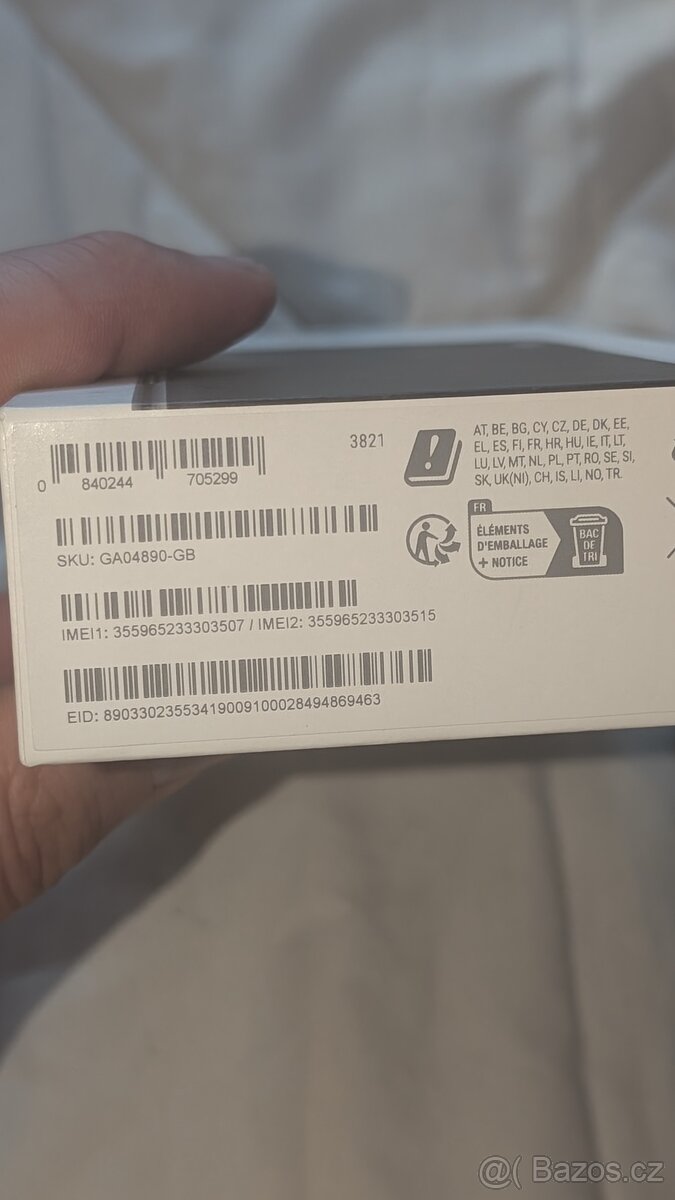 0 840244 705299
3821
SKU: GA04890-GB
IMEI1: 355965233303507 / IMEI2: 355965233303515
EID: 89033023553419009100028494869463
AT, BE, BG, CY, CZ, DE, DK, EE,
EL, ES, FI, FR, HR, HU, IE, IT, LT,
LU, LV, MT, NL, PL, PT, RO, SE, SI,
SK, UK(NI), CH, IS, LI, NO, TR.
FR
ÉLÉMENTS
D'EMBALLAGE
+ NOTICE
BAC
DE
TRI
@( Bazos.cz